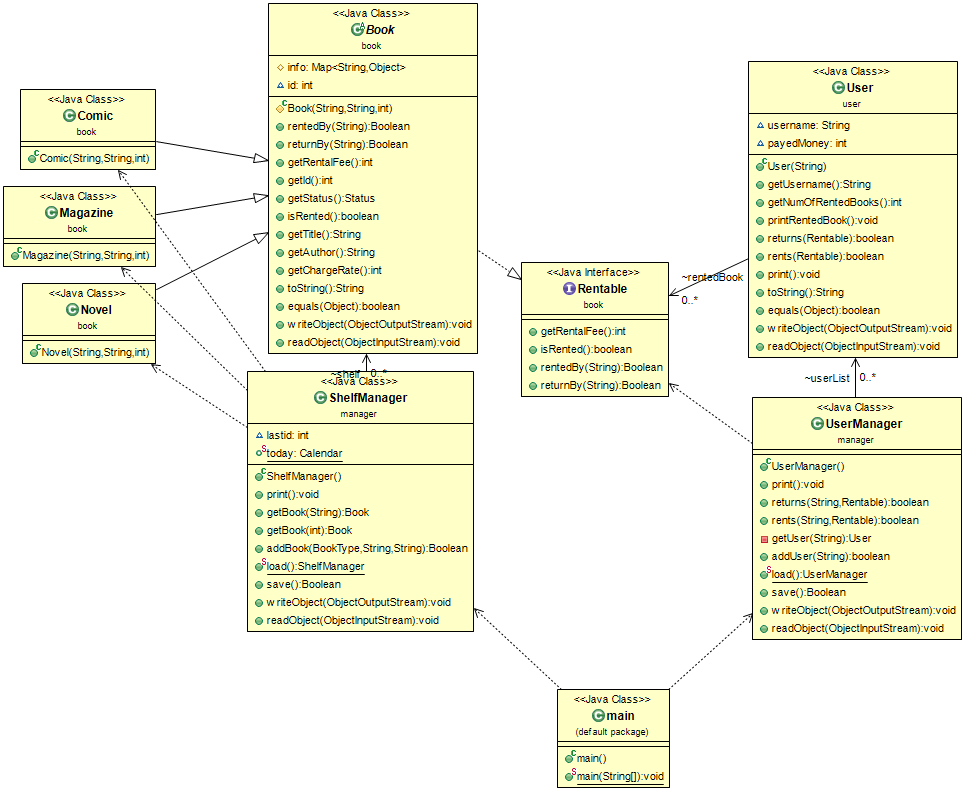 <<Java Class>>
Book
book
info: Map<String,Object>
id: int
Book(String,String,int)
rentedBy(String):Boolean
returnBy(String):Boolean
getRentalFee():int
getId():int
getStatus():Status
isRented():boolean
getTitle():String
getAuthor():String
getChargeRate():int
toString():String
equals(Object):boolean
writeObject(ObjectOutputStream):void
readObject(ObjectInputStream):void
<<Java Class>>
Comic
book
Comic(String,String,int)
<<Java Class>>
Magazine
book
Magazine(String,String,int)
<<Java Class>>
Novel
book
Novel(String,String,int)
<<Java Class>>
User
user
username: String
payedMoney: int
User(String)
getUsername():String
getNumOfRentedBooks():int
printRentedBook():void
returns(Rentable):boolean
rents(Rentable):boolean
print():void
toString():String
equals(Object):boolean
writeObject(ObjectOutputStream):void
readObject(ObjectInputStream):void
<<Java Interface>>
Rentable
book
getRentalFee():int
isRented():boolean
rentedBy(String):Boolean
returnBy(String):Boolean
~rentedBook
0..*
~shelf
0..*
<<Java Class>>
ShelfManager
manager
lastid: int
today: Calendar
ShelfManager()
print():void
getBook(String):Book
getBook(int):Book
addBook(BookType,String,String):Boolean
load():ShelfManager
save():Boolean
writeObject(ObjectOutputStream):void
readObject(ObjectInputStream):void
~userList
0..*
<<Java Class>>
UserManager
manager
UserManager()
print():void
returns(String,Rentable):boolean
rents(String,Rentable):boolean
getUser(String):User
addUser(String):boolean
load():UserManager
save():Boolean
writeObject(ObjectOutputStream):void
readObject(ObjectInputStream):void
<<Java Class>>
main
(default package)
main()
main(String[]):void